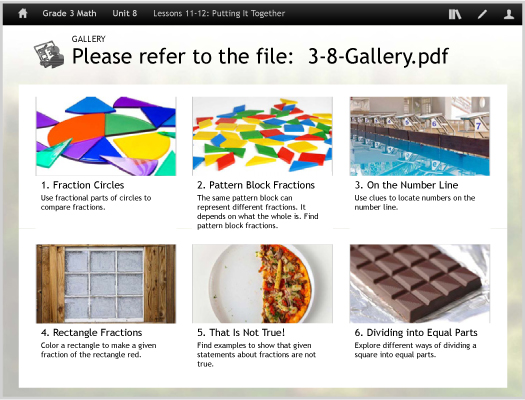 Grade 3 Math Unit 8 Lessons 11-12: Putting It Together
GALLERY
Please refer to the file: 3-8-Gallery.pdf
1. Fraction Circles
Use fractional parts of circles to
compare fractions.
2. Pattern Block Fractions
The same pattern block can
represent different fractions. It
depends on what the whole is. Find
pattern block fractions.
3. On the Number Line
Use clues to locate numbers on the
number line.
4. Rectangle Fractions
Color a rectangle to make a given
fraction of the rectangle red.
5. That Is Not True!
Find examples to show that given
statements about fractions are not
true.
6. Dividing into Equal Parts
Explore different ways of dividing a
square into equal parts.